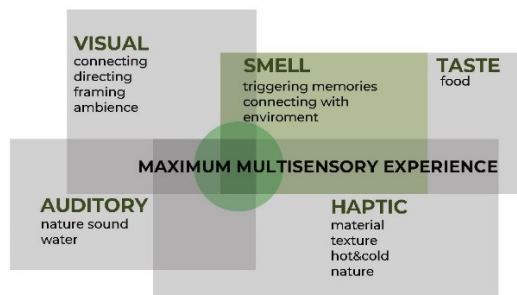 VISUAL
connecting
directing
framing
ambience
SMELL
triggering memories
connecting with
enviroment
TASTE
food
MAXIMUM MULTISENSORY EXPERIENCE
AUDITORY
nature sound
water
HAPTIC
material
texture
hot&cold
nature